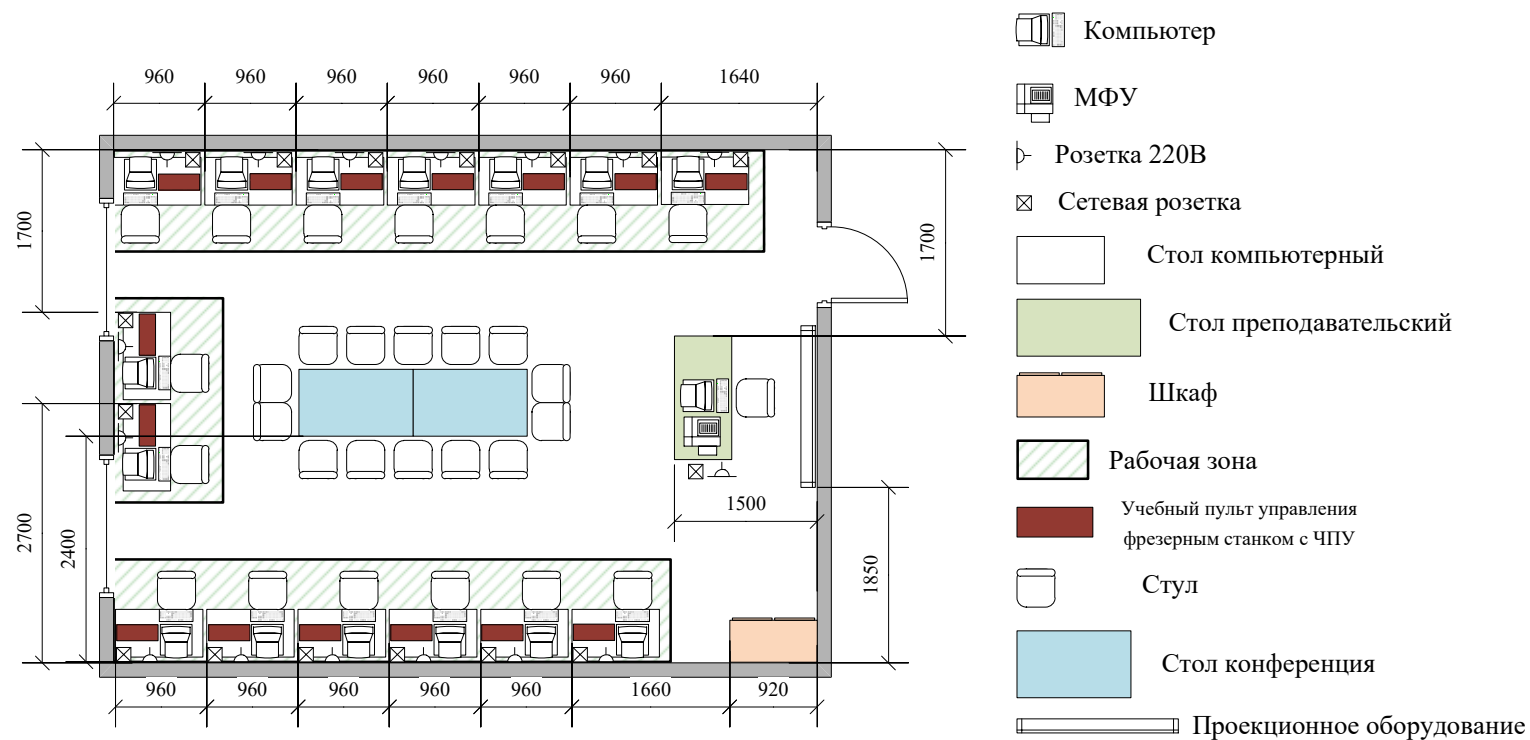 960
960
960
960
960
960
1640
1700
1700
2700
2400
1500
1850
960
960
960
960
960
1660
920
Компьютер
МФУ
Розетка 220В
Сетевая розетка
Стол компьютерный
Стол преподавательский
Шкаф
Рабочая зона
Учебный пульт управления
фрезерным станком с ЧПУ
Стул
Стол конференция
Проекционное оборудование